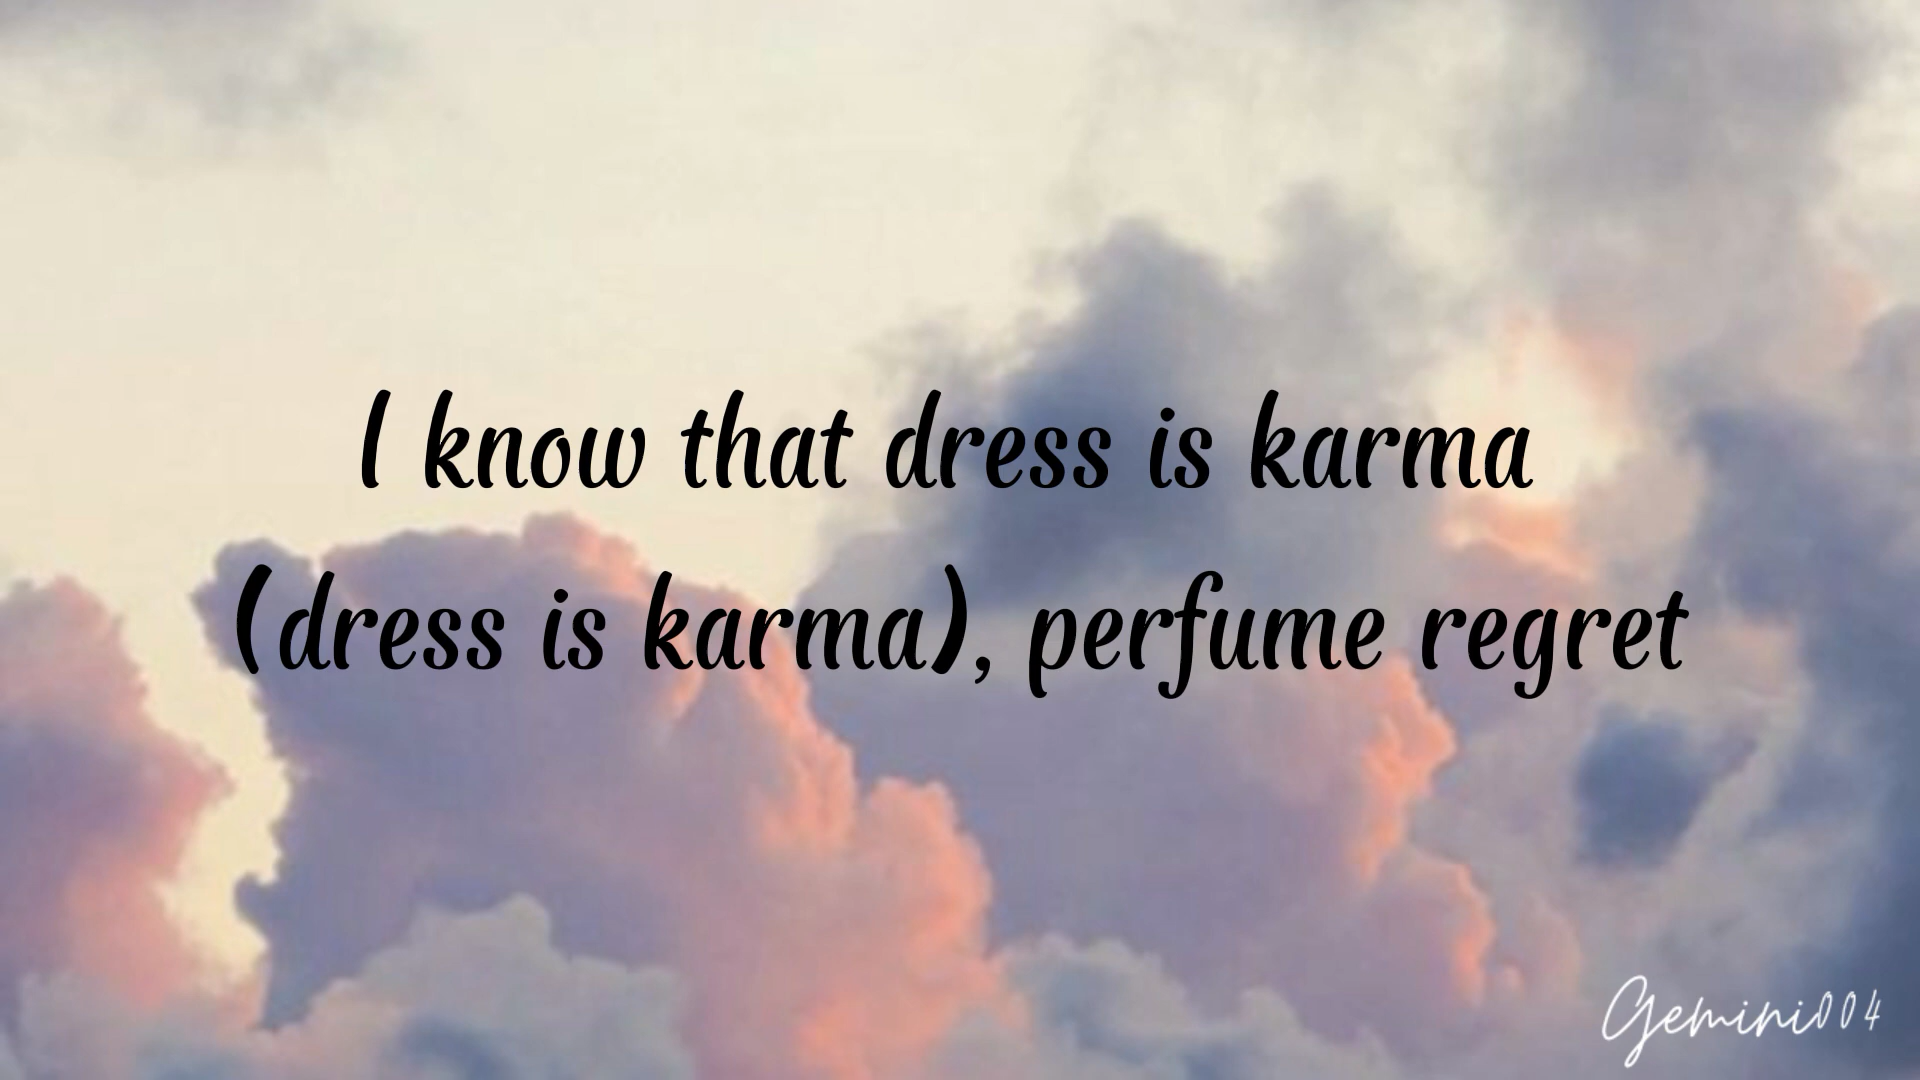 I know that dress is karma
(dress is karma), perfume regret
Gemini004